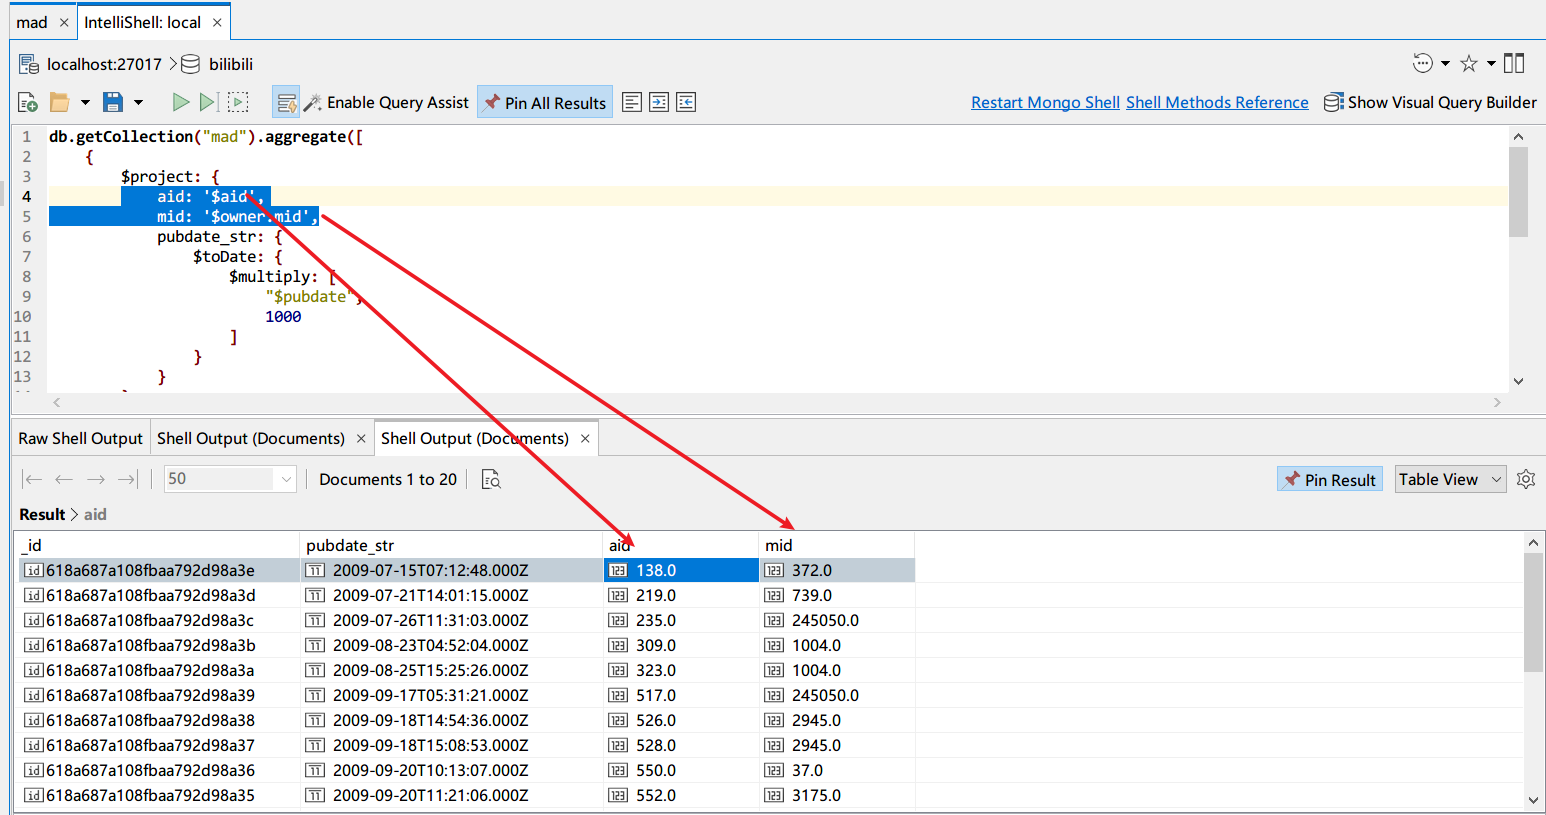 mad × IntelliShell: local ×
localhost:27017 > bilibili
Enable Query Assist Pin All Results Restart Mongo Shell Shell Methods Reference Show Visual Query Builder
1 db.getCollection("mad").aggregate([
2 {
3 $project: {
4 aid: '$aid',
5 mid: '$owner.mid',
6 pubdate_str: {
7 $toDate: {
8 $multiply: [
9 "$pubdate",
10 1000
11 ]
12 }
13 }
Raw Shell Output Shell Output (Documents) × Shell Output (Documents) ×
50 Documents 1 to 20 Pin Result Table View
Result > aid
_id pubdate_str aid mid
618a687a108fbaa792d98a3e 2009-07-15T07:12:48.000Z 138.0 372.0
618a687a108fbaa792d98a3d 2009-07-21T14:01:15.000Z 219.0 739.0
618a687a108fbaa792d98a3c 2009-07-26T11:31:03.000Z 235.0 245050.0
618a687a108fbaa792d98a3b 2009-08-23T04:52:04.000Z 309.0 1004.0
618a687a108fbaa792d98a3a 2009-08-25T15:25:26.000Z 323.0 1004.0
618a687a108fbaa792d98a39 2009-09-17T05:31:21.000Z 517.0 245050.0
618a687a108fbaa792d98a38 2009-09-18T14:54:36.000Z 526.0 2945.0
618a687a108fbaa792d98a37 2009-09-18T15:08:53.000Z 528.0 2945.0
618a687a108fbaa792d98a36 2009-09-20T10:13:07.000Z 550.0 37.0
618a687a108fbaa792d98a35 2009-09-20T11:21:06.000Z 552.0 3175.0